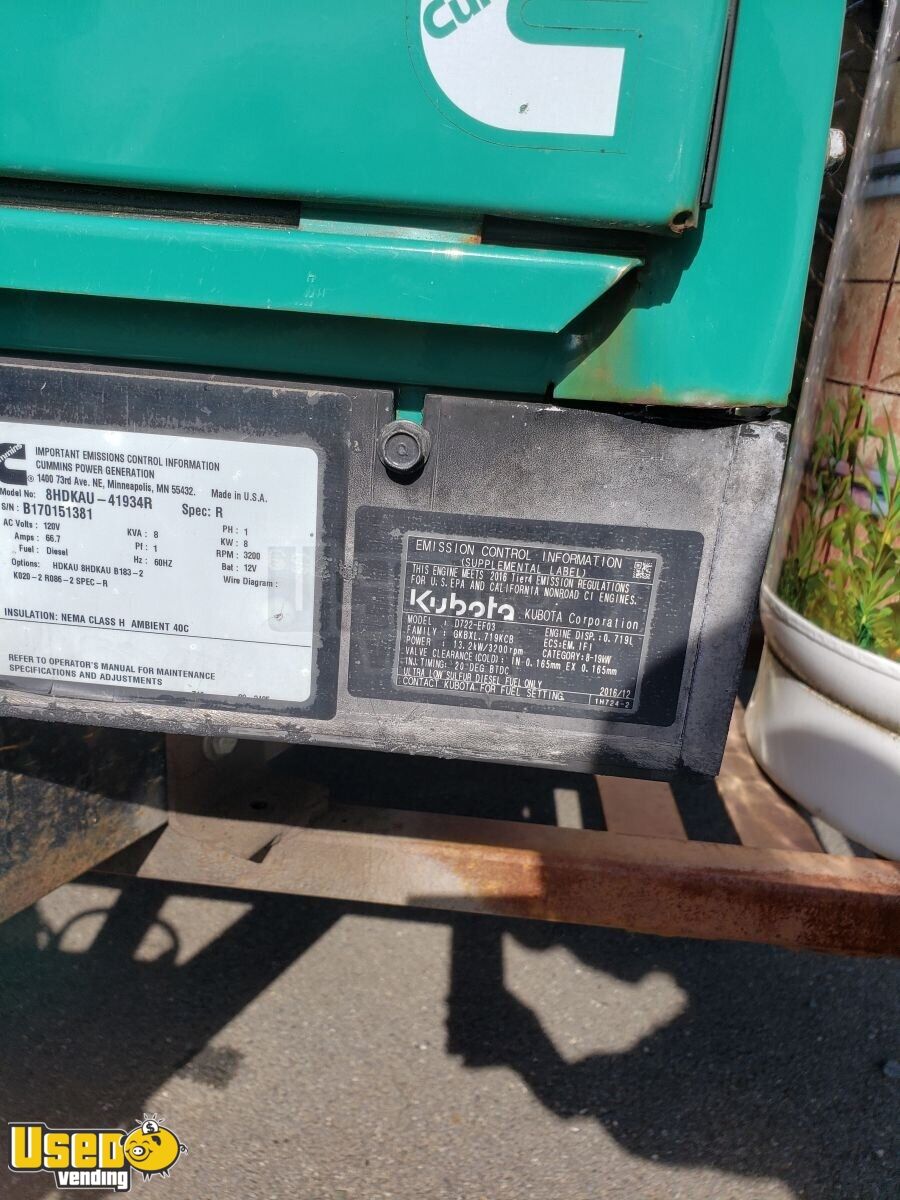 Cu
Cummins
IMPORTANT EMISSIONS CONTROL INFORMATION
CUMMINS POWER GENERATION
® 1400 73rd Ave. NE, Minneapolis, MN 55432. Made in U.S.A.
Model No: 8HDKAU-41934R Spec: R
S/N: B170151381
AC Volts: 120V KVA: 8 PH: 1
Amps: 66.7 Pf: 1 KW: 8
Fuel: Diesel Hz: 60HZ RPM: 3200
Options: HDKAU 8HDKAU B183-2 Bat: 12V
K020-2 R086-2 SPEC-R Wire Diagram:
INSULATION: NEMA CLASS H AMBIENT 40C
REFER TO OPERATOR'S MANUAL FOR MAINTENANCE
SPECIFICATIONS AND ADJUSTMENTS
EMISSION CONTROL INFORMATION
(SUPPLEMENTAL LABEL)
THIS ENGINE MEETS 2016 Tier4 EMISSION REGULATIONS
FOR U.S.EPA AND CALIFORNIA NONROAD CI ENGINES.
Kubota KUBOTA Corporation
MODEL : D722-EF03 ENGINE DISP.: 0.719L
FAMILY : GKBXL.719KCB ECS: EM, IFI
POWER : 13.2kW/3200rpm CATEGORY: 8-19kW
VALVE CLEARANCE (COLD): IN 0.165mm EX 0.165mm
INJ.TIMING: 20 DEG BTDC
ULTRA LOW SULFUR DIESEL FUEL ONLY 2016/12
CONTACT KUBOTA FOR FUEL SETTING. 1H724-2
USED
vending